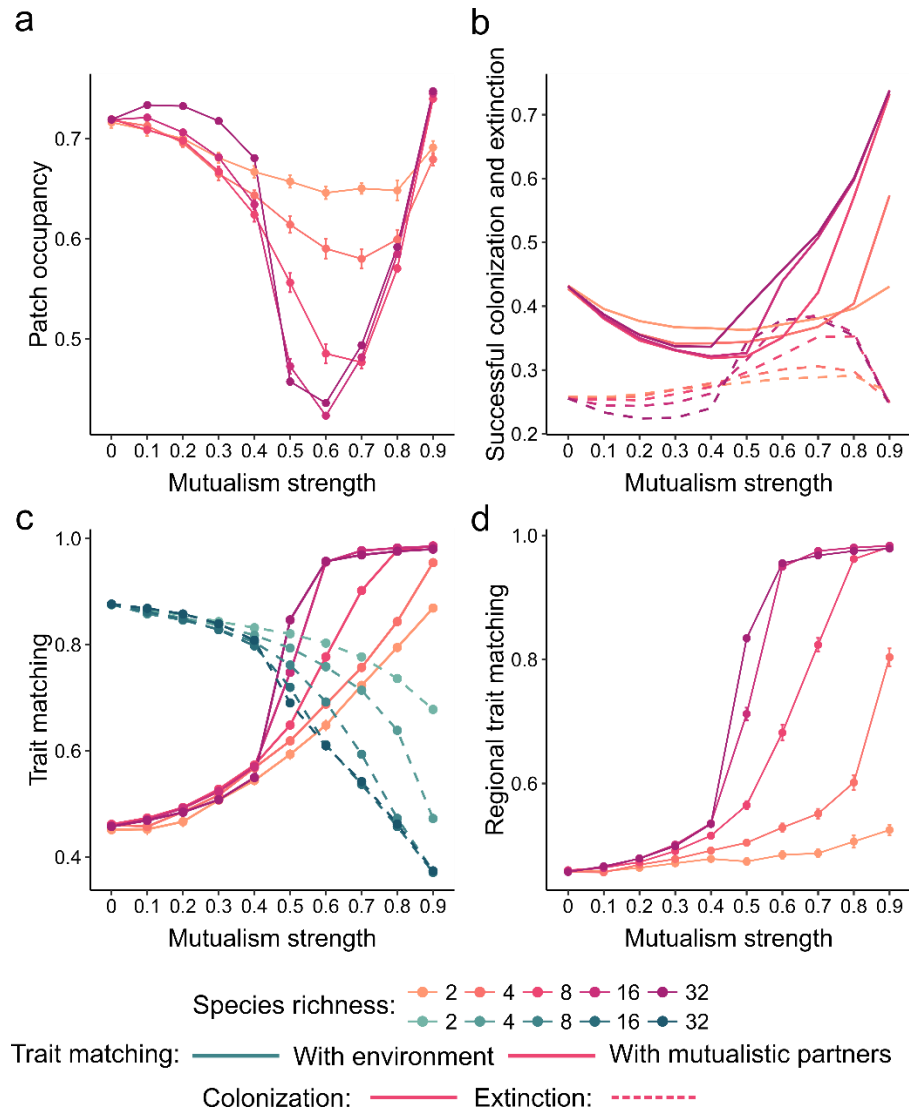 a
b
Patch occupancy
0.7
0.6
0.5
0 0.1 0.2 0.3 0.4 0.5 0.6 0.7 0.8 0.9
Mutualism strength
Successful colonization and extinction
0.7
0.6
0.5
0.4
0.3
0.2
0 0.1 0.2 0.3 0.4 0.5 0.6 0.7 0.8 0.9
Mutualism strength
c
d
Trait matching
1.0
0.8
0.6
0.4
0 0.1 0.2 0.3 0.4 0.5 0.6 0.7 0.8 0.9
Mutualism strength
Regional trait matching
1.0
0.8
0.6
0 0.1 0.2 0.3 0.4 0.5 0.6 0.7 0.8 0.9
Mutualism strength
Species richness: 2 4 8 16 32
2 4 8 16 32
Trait matching: With environment With mutualistic partners
Colonization: Extinction: